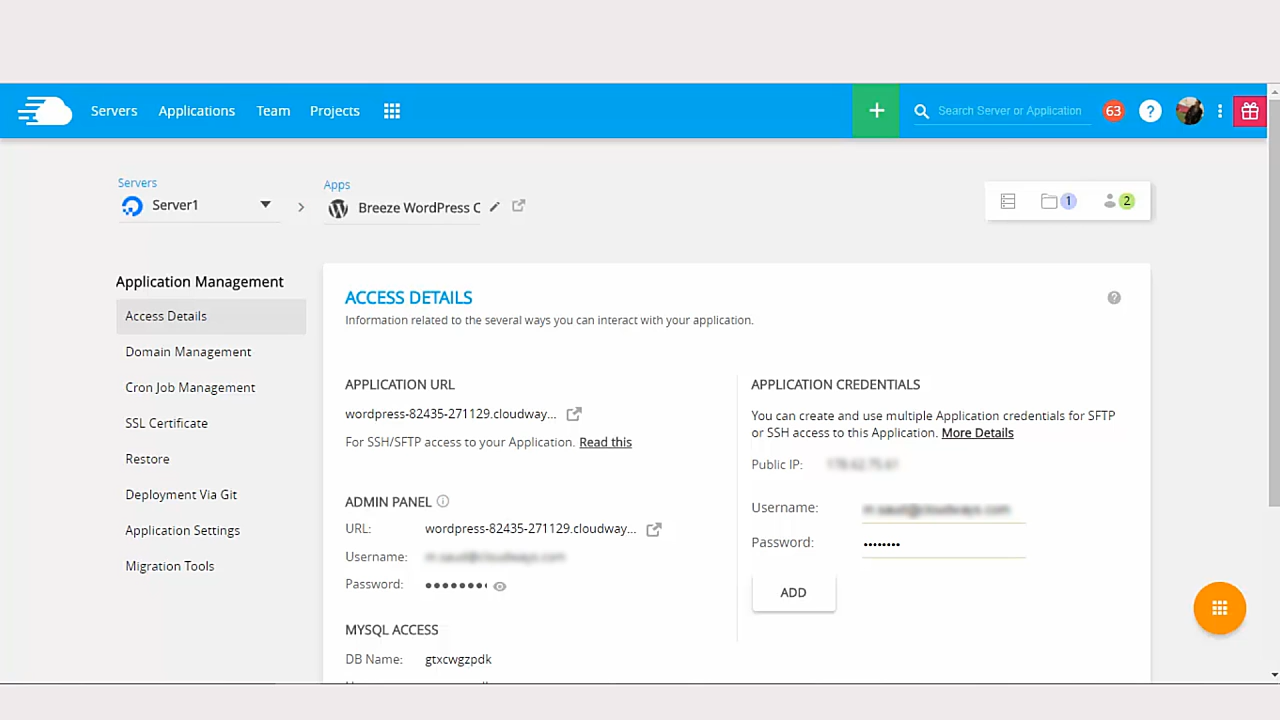 Servers Applications Team Projects + Search Server or Application 63 ?
Servers
Server1
Apps
Breeze WordPress C
1 2
Application Management
Access Details
Domain Management
Cron Job Management
SSL Certificate
Restore
Deployment Via Git
Application Settings
Migration Tools
ACCESS DETAILS
Information related to the several ways you can interact with your application.
APPLICATION URL
wordpress-82435-271129.cloudway...
For SSH/SFTP access to your Application. Read this
ADMIN PANEL
URL: wordpress-82435-271129.cloudway...
Username:
Password:
MYSQL ACCESS
DB Name: gtxcwgzpdk
APPLICATION CREDENTIALS
You can create and use multiple Application credentials for SFTP
or SSH access to this Application. More Details
Public IP:
Username:
Password:
ADD